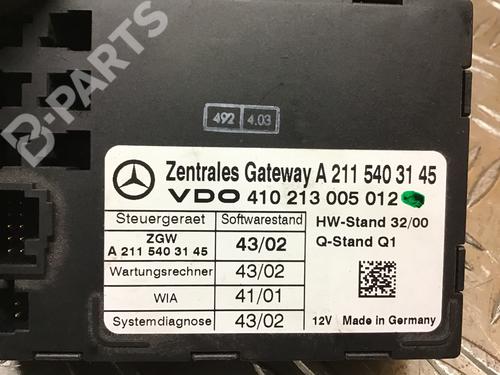 B-PARTS
492 4.03
Zentrales Gateway A 211 540 31 45
VDO 410 213 005 012
Steuergeraet Softwarestand HW-Stand 32/00
ZGW
A 211 540 31 45 43/02 Q-Stand Q1
Wartungsrechner 43/02
WIA 41/01
Systemdiagnose 43/02 12V Made in Germany